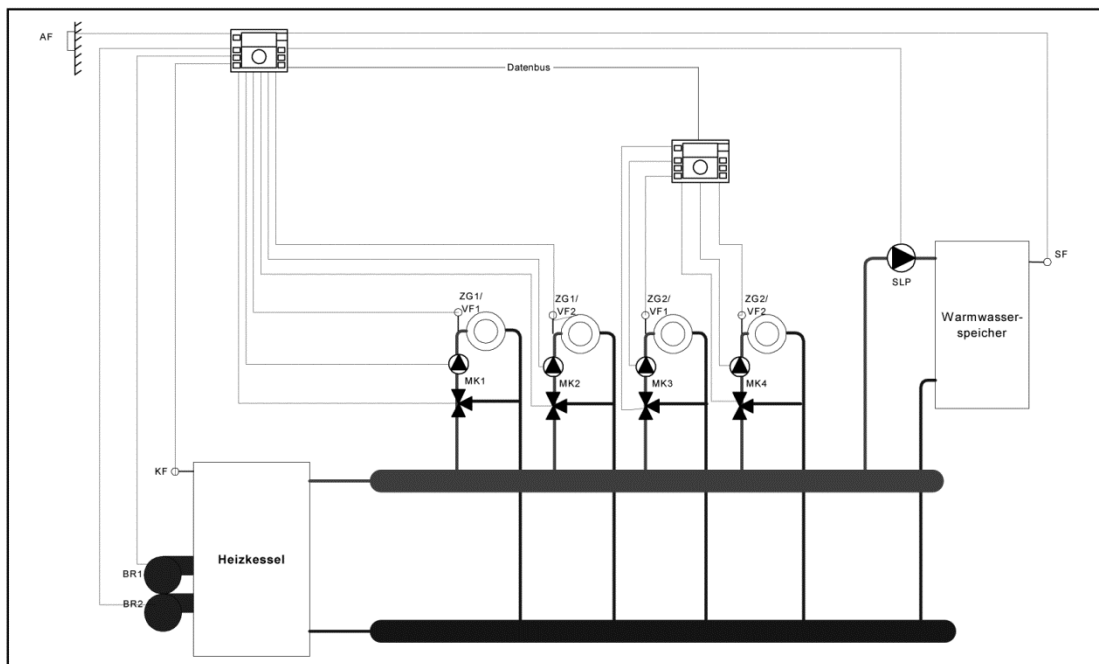 AF
Datenbus
SLP
SF
Warmwasser-
speicher
ZG1/
VF1
ZG1/
VF2
ZG2/
VF1
ZG2/
VF2
MK1
MK2
MK3
MK4
KF
Heizkessel
BR1
BR2